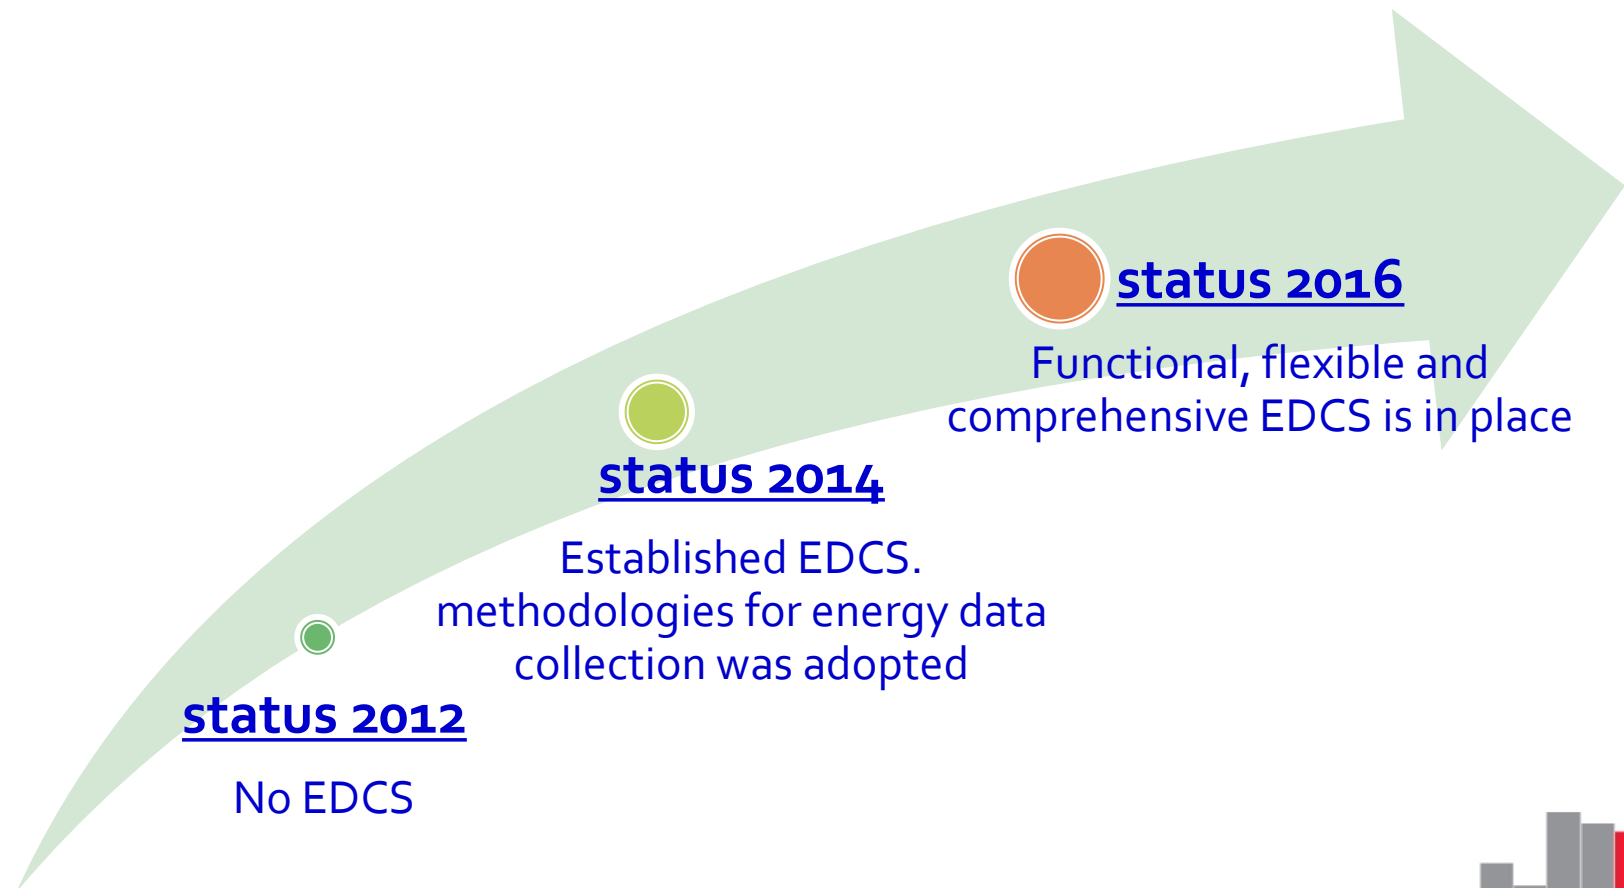 status 2016
Functional, flexible and
comprehensive EDCS is in place
status 2014
Established EDCS.
methodologies for energy data
collection was adopted
status 2012
No EDCS